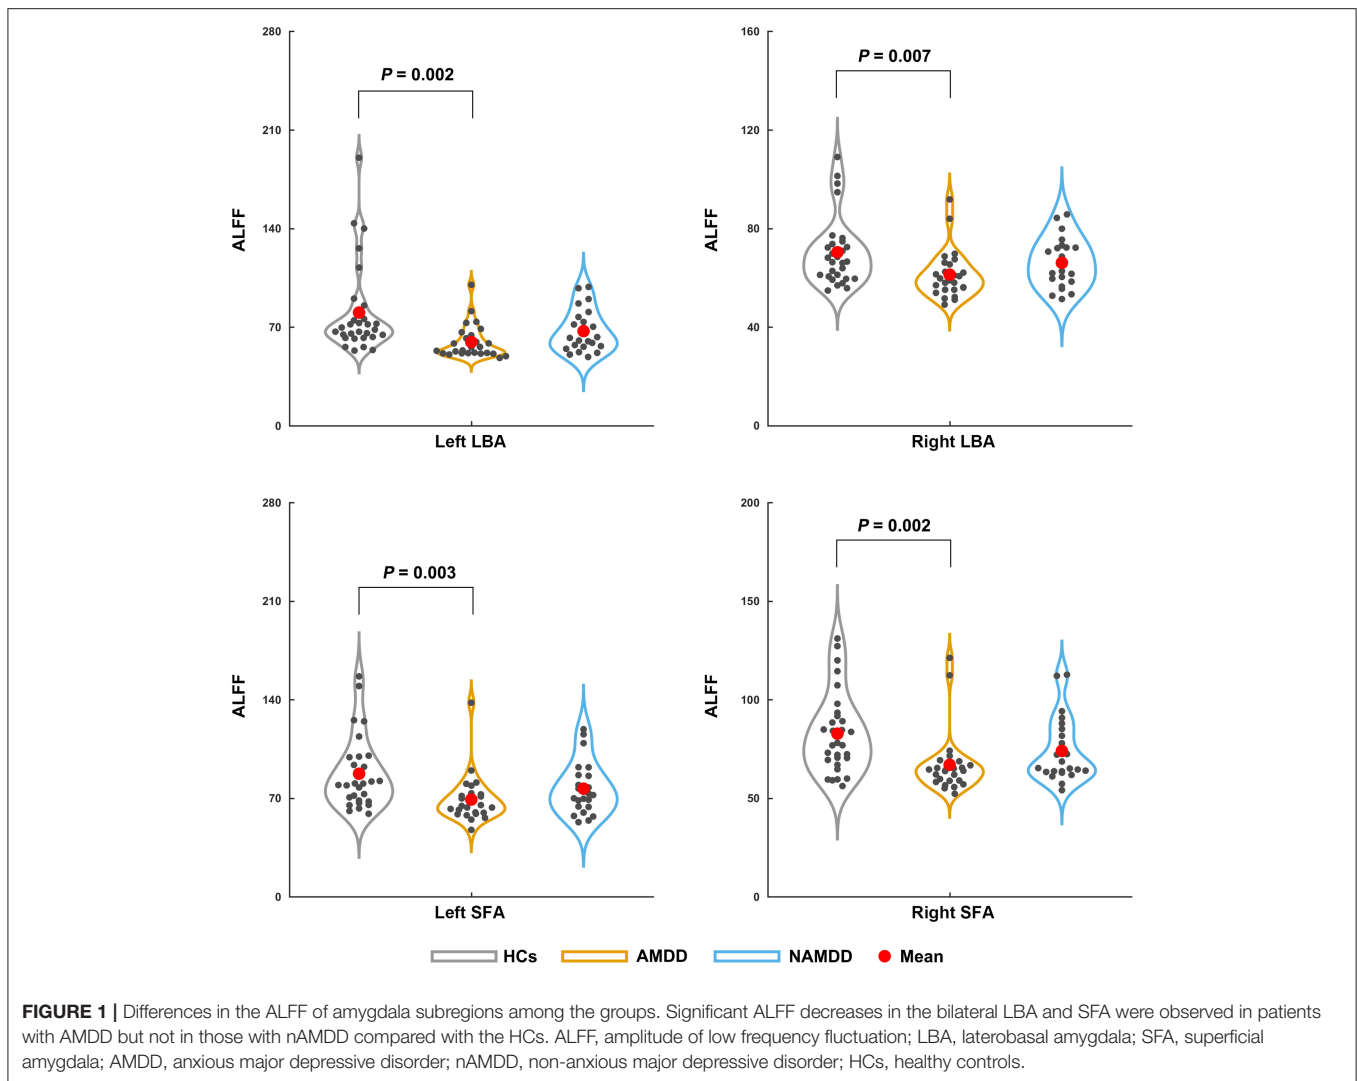 280
210
140
70
0
ALFF
P = 0.002
Left LBA
160
120
80
40
0
ALFF
P = 0.007
Right LBA
280
210
140
70
0
ALFF
P = 0.003
Left SFA
200
150
100
50
0
ALFF
P = 0.002
Right SFA
HCs AMDD NAMDD Mean
FIGURE 1 | Differences in the ALFF of amygdala subregions among the groups. Significant ALFF decreases in the bilateral LBA and SFA were observed in patients
with AMDD but not in those with nAMDD compared with the HCs. ALFF, amplitude of low frequency fluctuation; LBA, laterobasal amygdala; SFA, superficial
amygdala; AMDD, anxious major depressive disorder; nAMDD, non-anxious major depressive disorder; HCs, healthy controls.